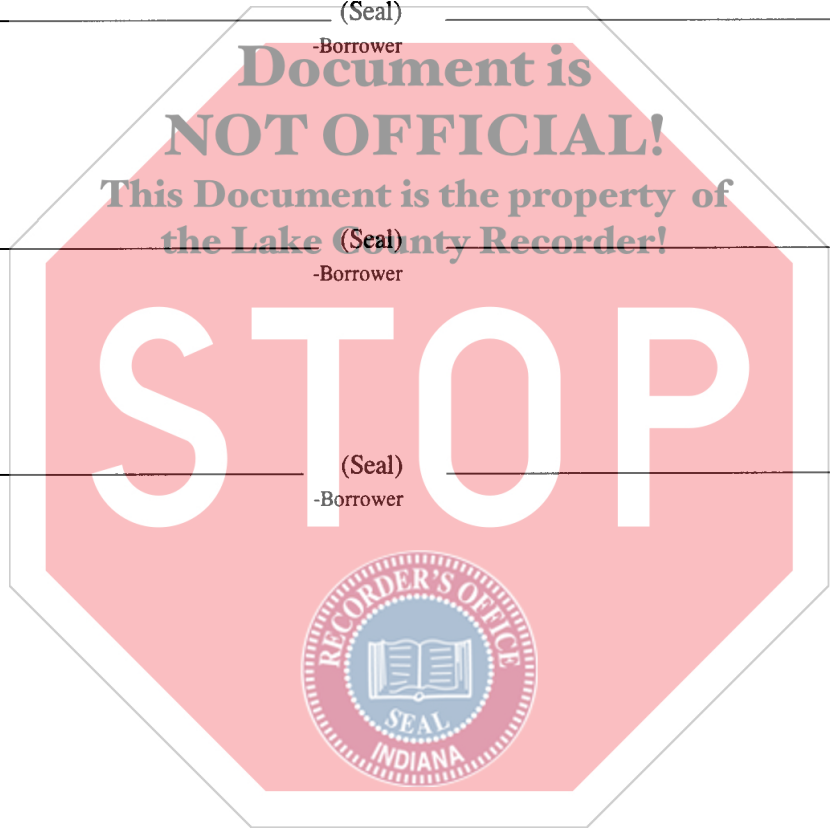 (Seal)
-Borrower
Document is
NOT OFFICIAL!
This Document is the property of
the Lake County Recorder!
(Seal)
-Borrower
STOP
(Seal)
-Borrower
RECORDER'S OFFICE
SEAL
INDIANA